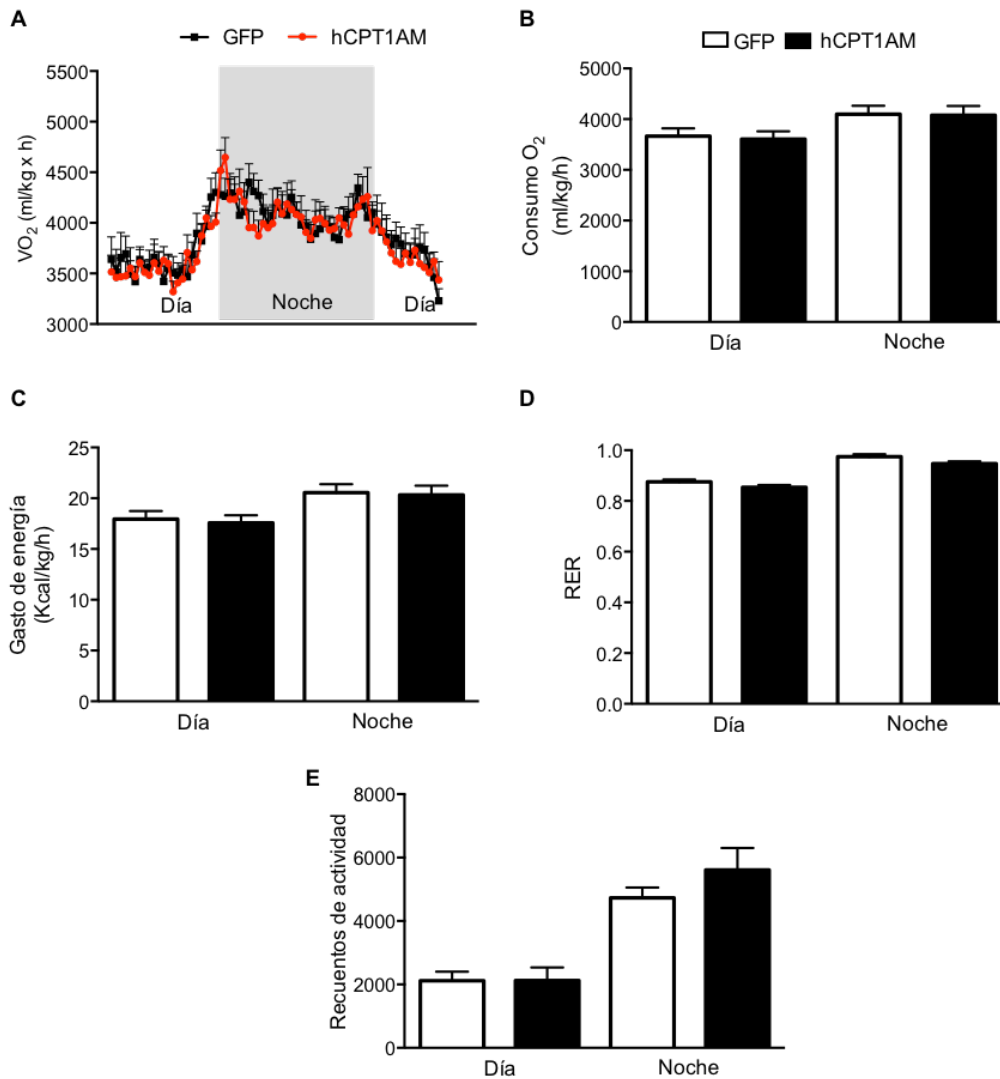 A
GFP hCPT1AM
VO2 (ml/kg x h)
5500
5000
4500
4000
3500
3000
Día
Noche
Día
B
GFP hCPT1AM
Consumo O2
(ml/kg/h)
5000
4000
3000
2000
1000
0
Día
Noche
C
Gasto de energía
(Kcal/kg/h)
25
20
15
10
5
0
Día
Noche
D
RER
1.0
0.8
0.6
0.4
0.2
0.0
Día
Noche
E
Recuentos de actividad
8000
6000
4000
2000
0
Día
Noche